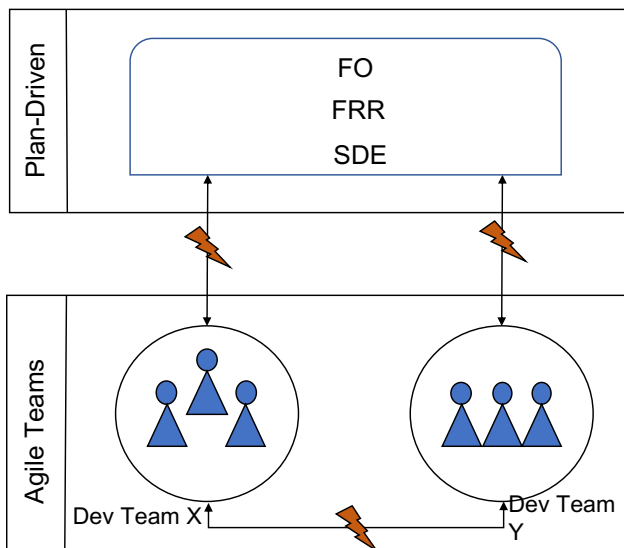 Plan-Driven
FO
FRR
SDE
Agile Teams
Dev Team X
Dev Team
Y